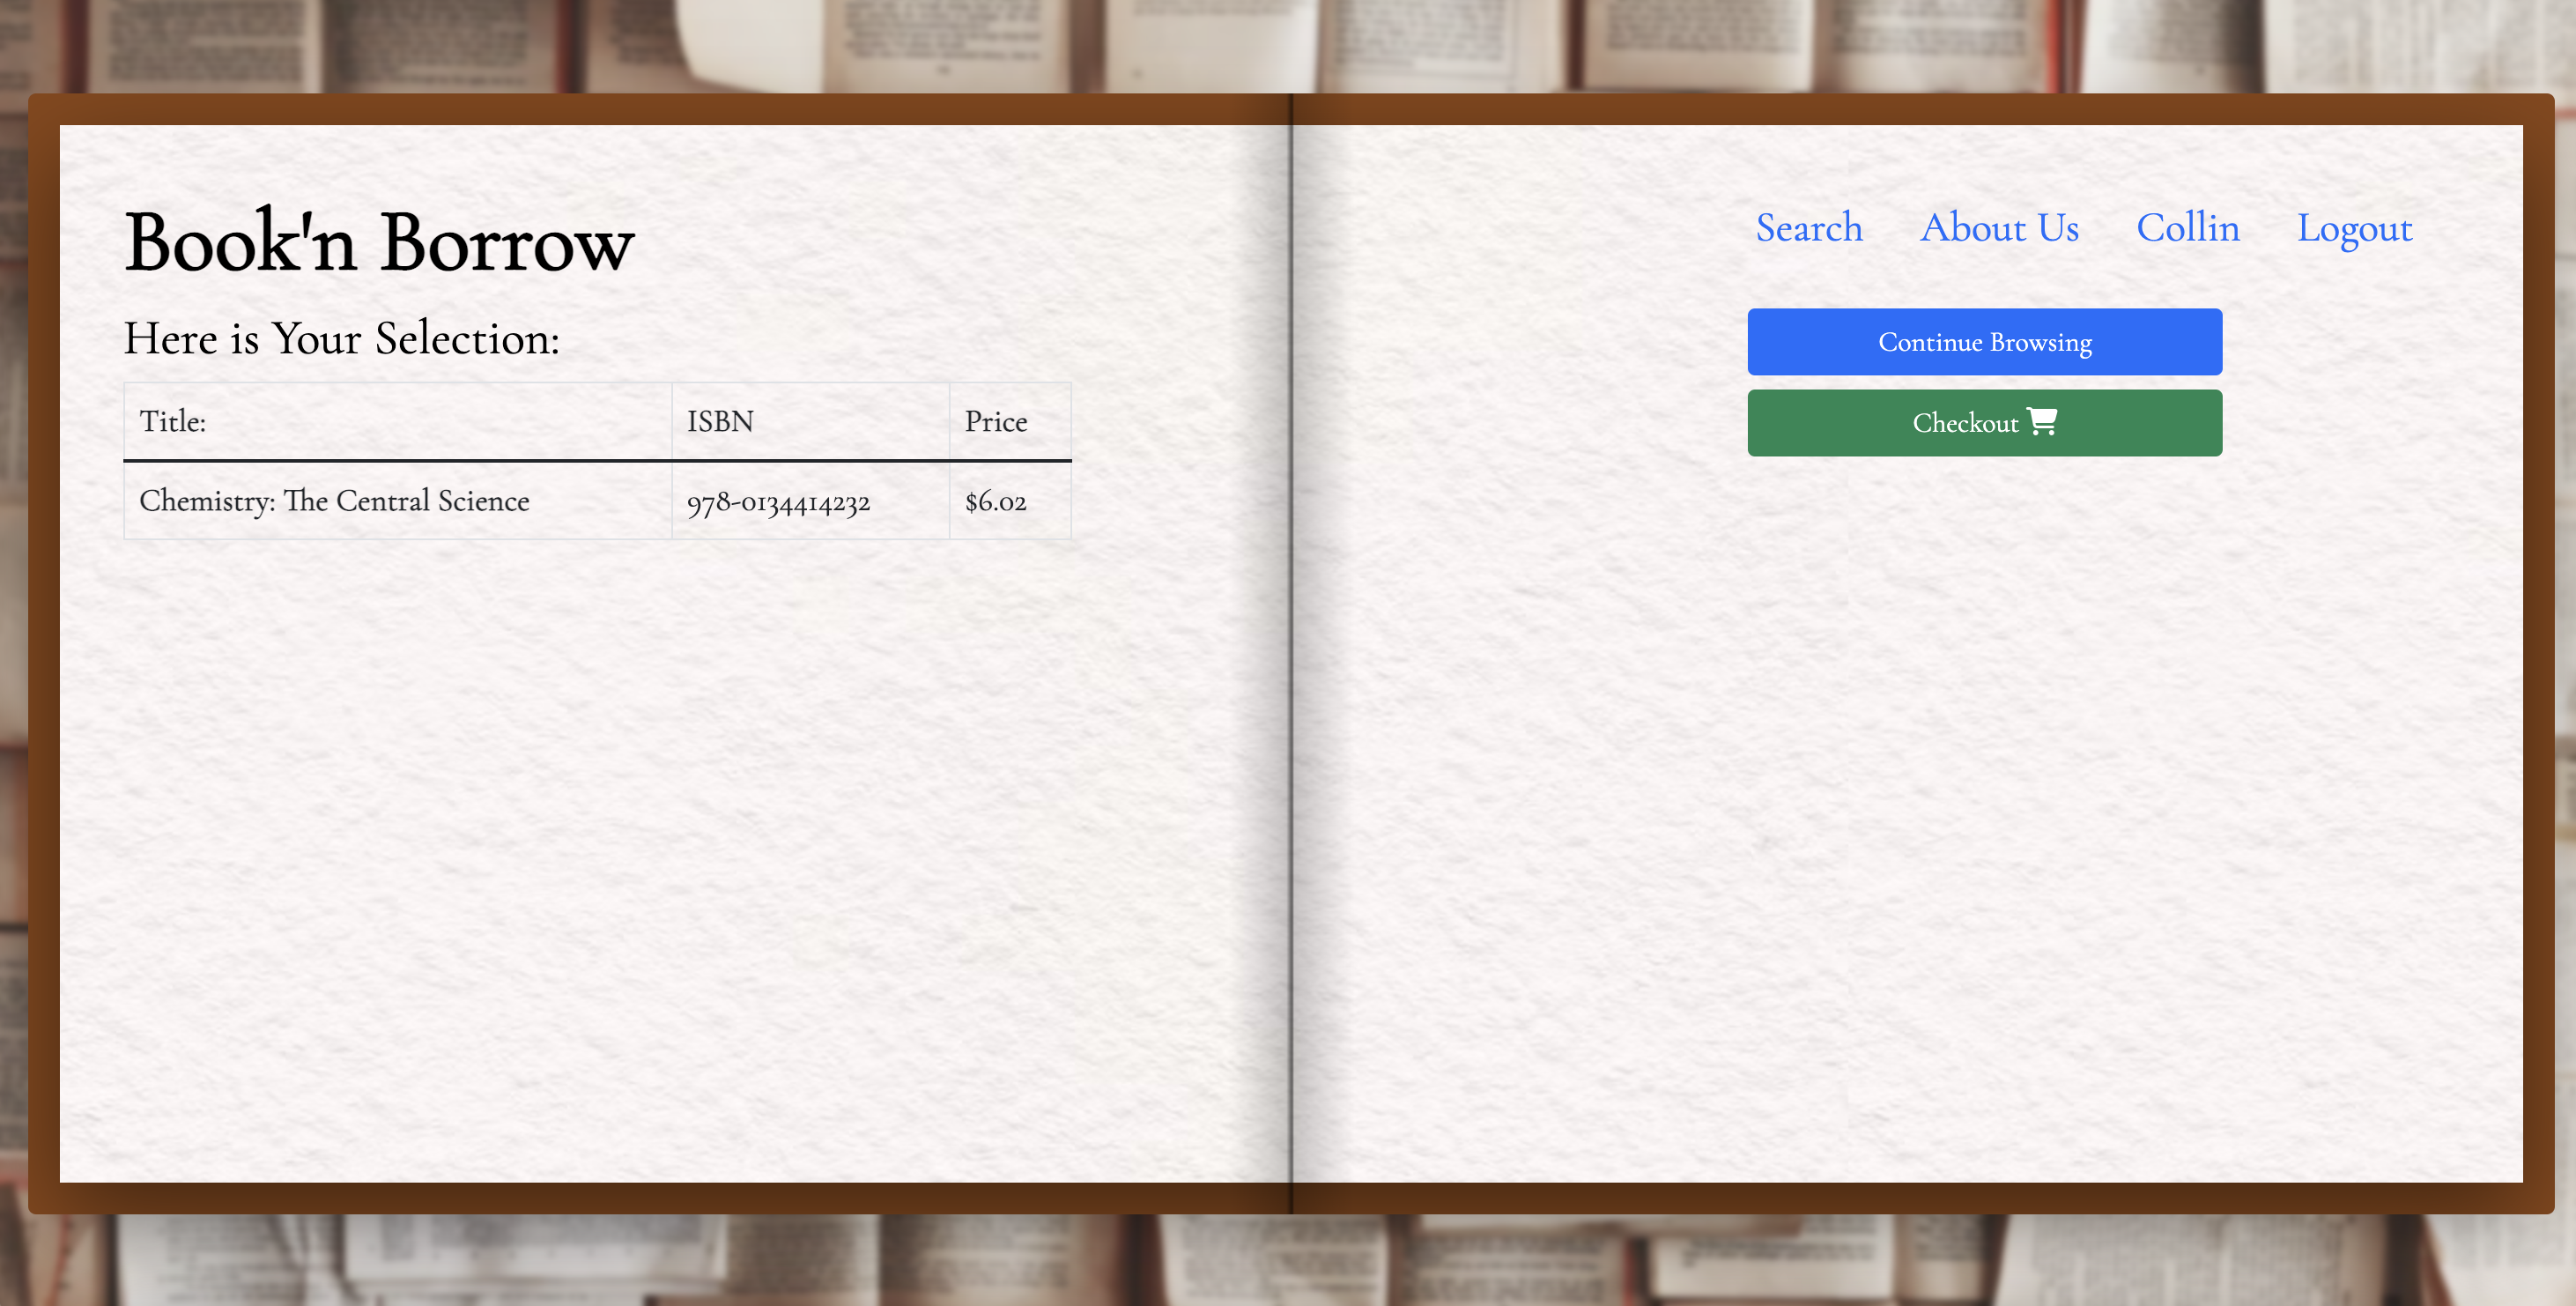 Book'n Borrow
Search About Us Collin Logout
Here is Your Selection:
Title: ISBN Price
Chemistry: The Central Science 978-0134414232 $6.02
Continue Browsing
Checkout